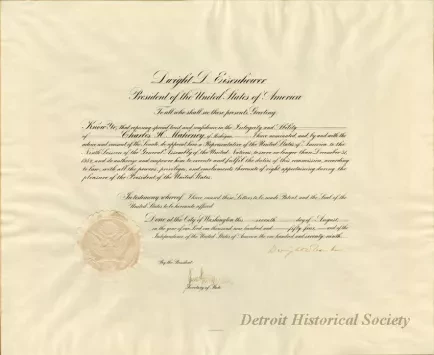 Dwight D. Eisenhower
President of the United States of America
To all who shall see these presents, Greeting:
Know Ye, that reposing special trust and confidence in the Integrity and Ability
of Charles H. Mahoney of Michigan I have nominated, and, by and with the
advice and consent of the Senate, do appoint him a Representative of the United States of America to the
Ninth Session of the General Assembly of the United Nations, to serve no longer than December 31,
1954, and do authorize and empower him to execute and fulfil the duties of this commission, according
to law, with all the powers, privileges, and emoluments thereunto of right appertaining during the
pleasure of the President of the United States.
In testimony whereof, I have caused these Letters to be made Patent, and the Seal of the
United States to be hereunto affixed.
Done at the City of Washington this seventh day of August
in the year of our Lord one thousand nine hundred and fifty-four and of the
Independence of the United States of America the one hundred and seventy-ninth.
By the President:
Secretary of State
Detroit Historical Society